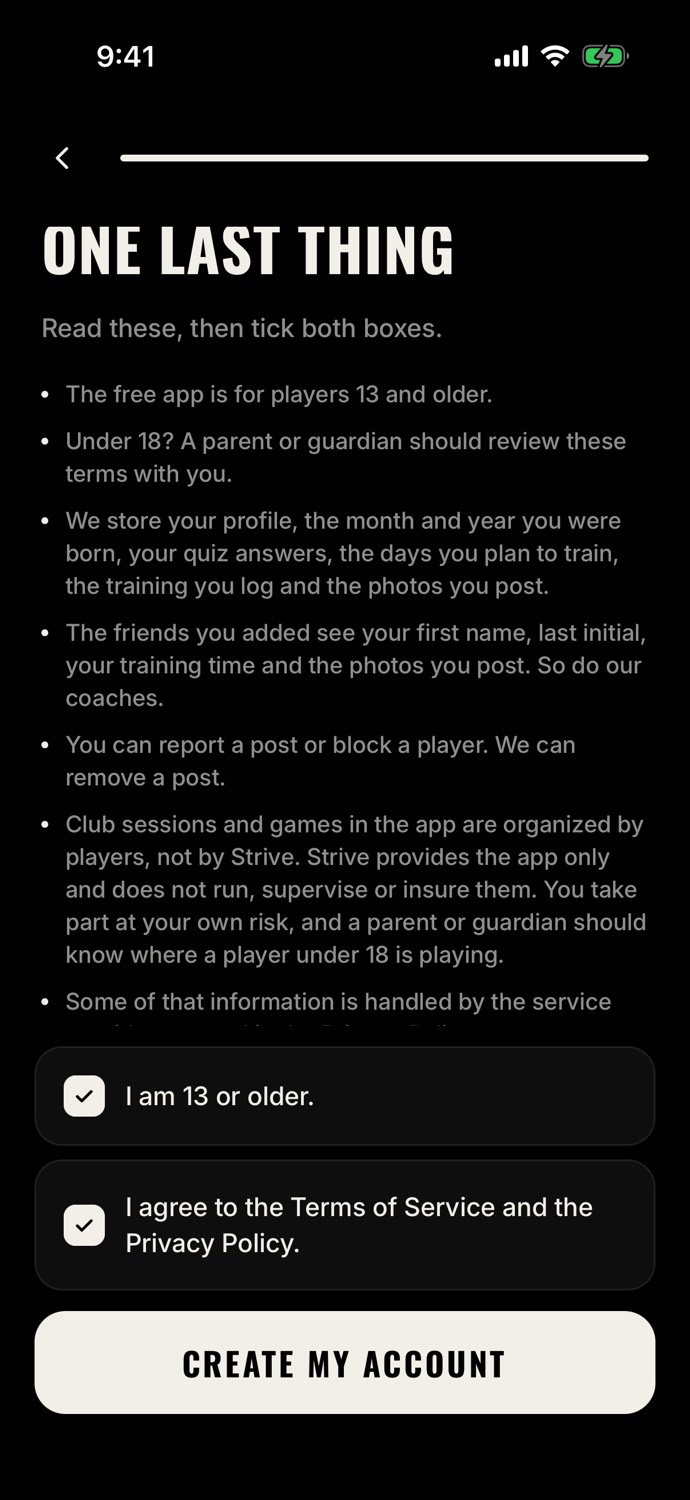 9:41
ONE LAST THING
Read these, then tick both boxes.
• The free app is for players 13 and older.
• Under 18? A parent or guardian should review these
terms with you.
• We store your profile, the month and year you were
born, your quiz answers, the days you plan to train,
the training you log and the photos you post.
• The friends you added see your first name, last initial,
your training time and the photos you post. So do our
coaches.
• You can report a post or block a player. We can
remove a post.
• Club sessions and games in the app are organized by
players, not by Strive. Strive provides the app only
and does not run, supervise or insure them. You take
part at your own risk, and a parent or guardian should
know where a player under 18 is playing.
• Some of that information is handled by the service
I am 13 or older.
I agree to the Terms of Service and the
Privacy Policy.
CREATE MY ACCOUNT